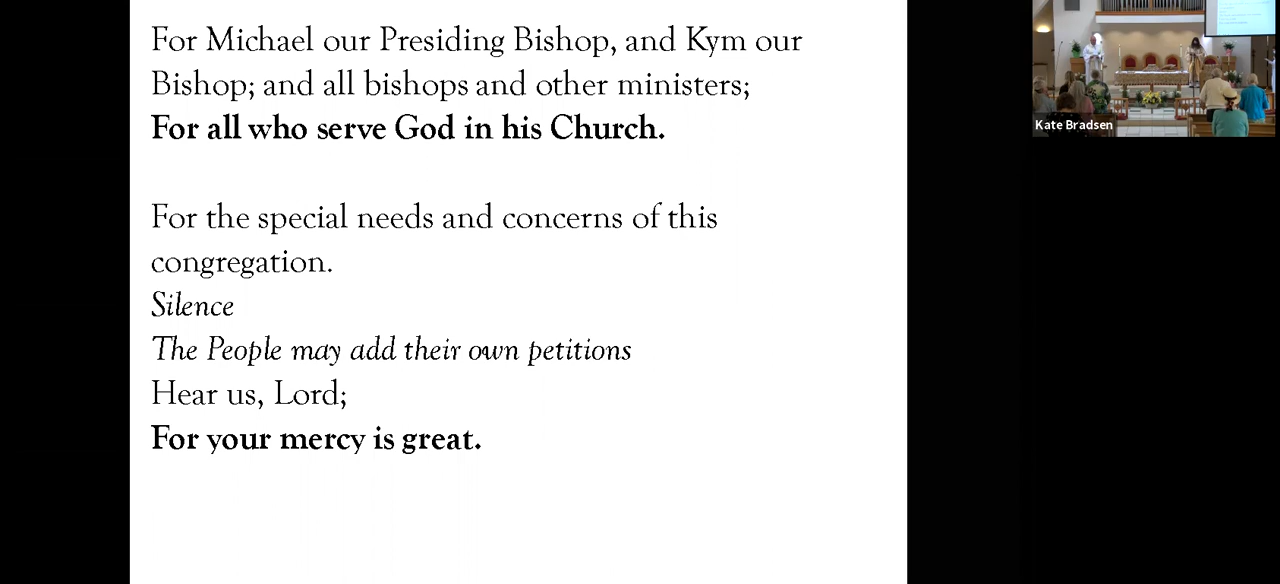 For Michael our Presiding Bishop, and Kym our
Bishop; and all bishops and other ministers;
For all who serve God in his Church.
For the special needs and concerns of this
congregation.
Silence
The People may add their own petitions
Hear us, Lord;
For your mercy is great.
Kate Bradsen